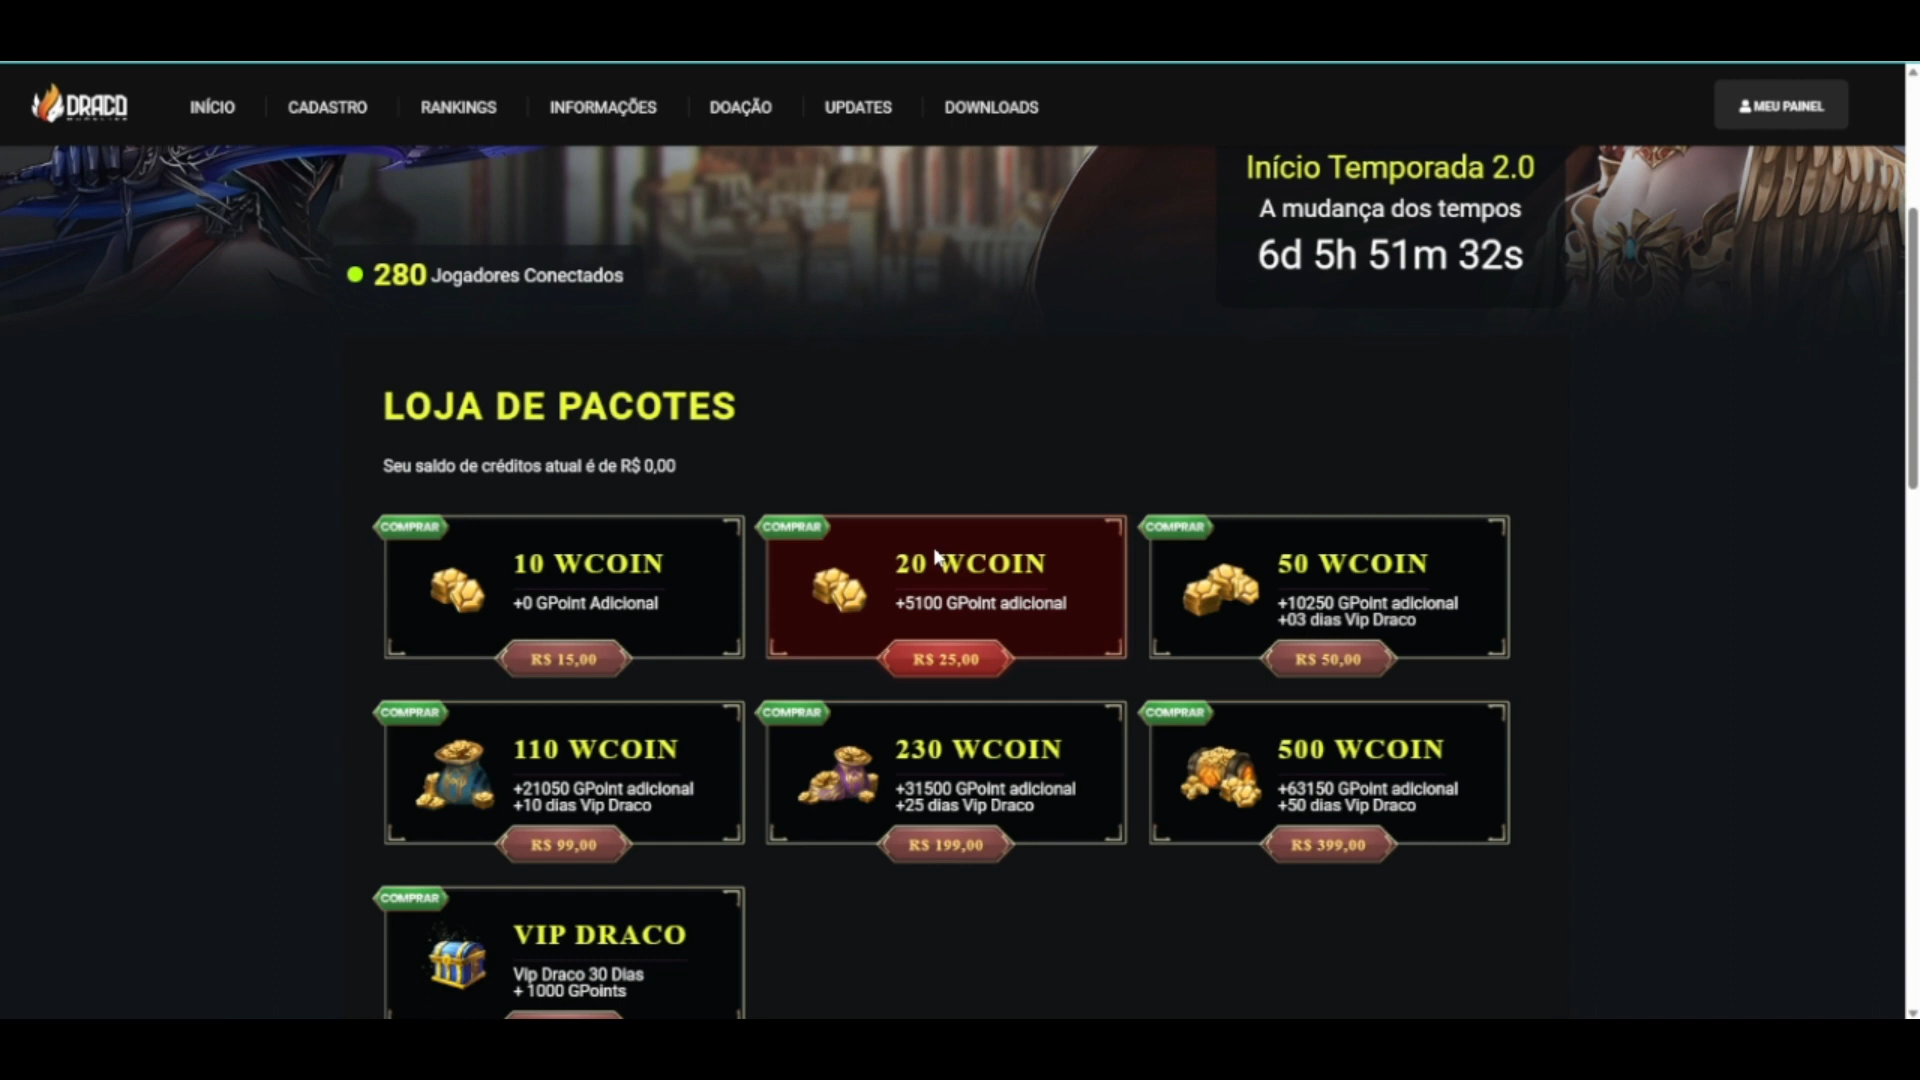 DRACO
INÍCIO
CADASTRO
RANKINGS
INFORMAÇÕES
DOAÇÃO
UPDATES
DOWNLOADS
MEU PAINEL
Início Temporada 2.0
A mudança dos tempos
6d 5h 51m 32s
280 Jogadores Conectados
LOJA DE PACOTES
Seu saldo de créditos atual é de R$ 0,00
COMPRAR
10 WCOIN
+0 GPoint Adicional
R$ 15,00
COMPRAR
20 WCOIN
+5100 GPoint adicional
R$ 25,00
COMPRAR
50 WCOIN
+10250 GPoint adicional
+03 dias Vip Draco
R$ 50,00
COMPRAR
110 WCOIN
+21050 GPoint adicional
+10 dias Vip Draco
R$ 99,00
COMPRAR
230 WCOIN
+31500 GPoint adicional
+25 dias Vip Draco
R$ 199,00
COMPRAR
500 WCOIN
+63150 GPoint adicional
+50 dias Vip Draco
R$ 399,00
COMPRAR
VIP DRACO
Vip Draco 30 Dias
+ 1000 GPoints